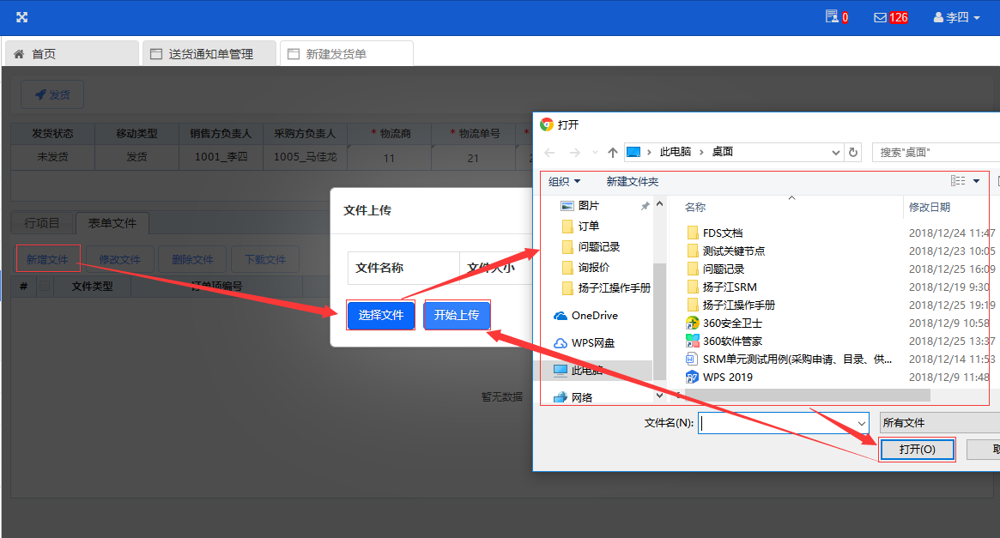 0 126 李四
首页 送货通知单管理 新建发货单
发货
发货状态 移动类型 销售方负责人 采购方负责人 * 物流商 * 物流单号 *
未发货 发货 1001_李四 1005_马佳龙 11 21
行项目 表单文件
新增文件 修改文件 删除文件 下载文件
# 文件类型 订单项编号
暂无数据
文件上传
文件名称 文件大小
选择文件 开始上传
打开
此电脑 桌面 搜索"桌面"
组织 新建文件夹
图片
订单
问题记录
询报价
扬子江操作手册
OneDrive
WPS网盘
此电脑
网络
名称 修改日期
FDS文档 2018/12/24 11:47
测试关键节点 2018/12/23 10:05
问题记录 2018/12/25 16:09
扬子江SRM 2018/12/19 9:30
扬子江操作手册 2018/12/25 19:19
360安全卫士 2018/12/9 10:58
360软件管家 2018/12/25 13:37
SRM单元测试用例(采购申请、目录、供... 2018/12/14 11:53
WPS 2019 2018/12/9 11:48
文件名(N): 所有文件
打开(O)